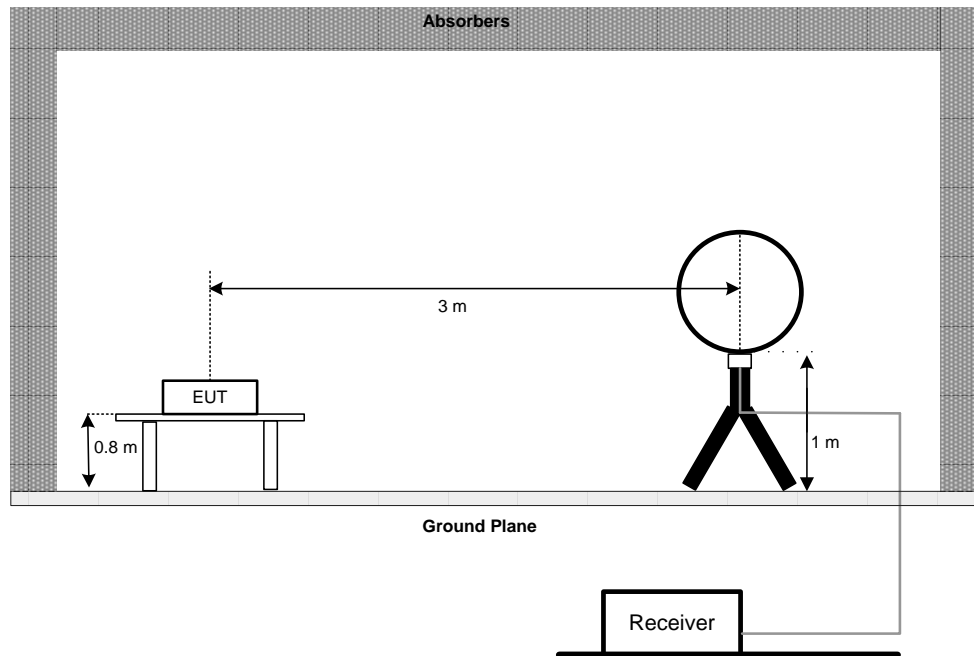 Absorbers
3 m
EUT
0.8 m
1 m
Ground Plane
Receiver